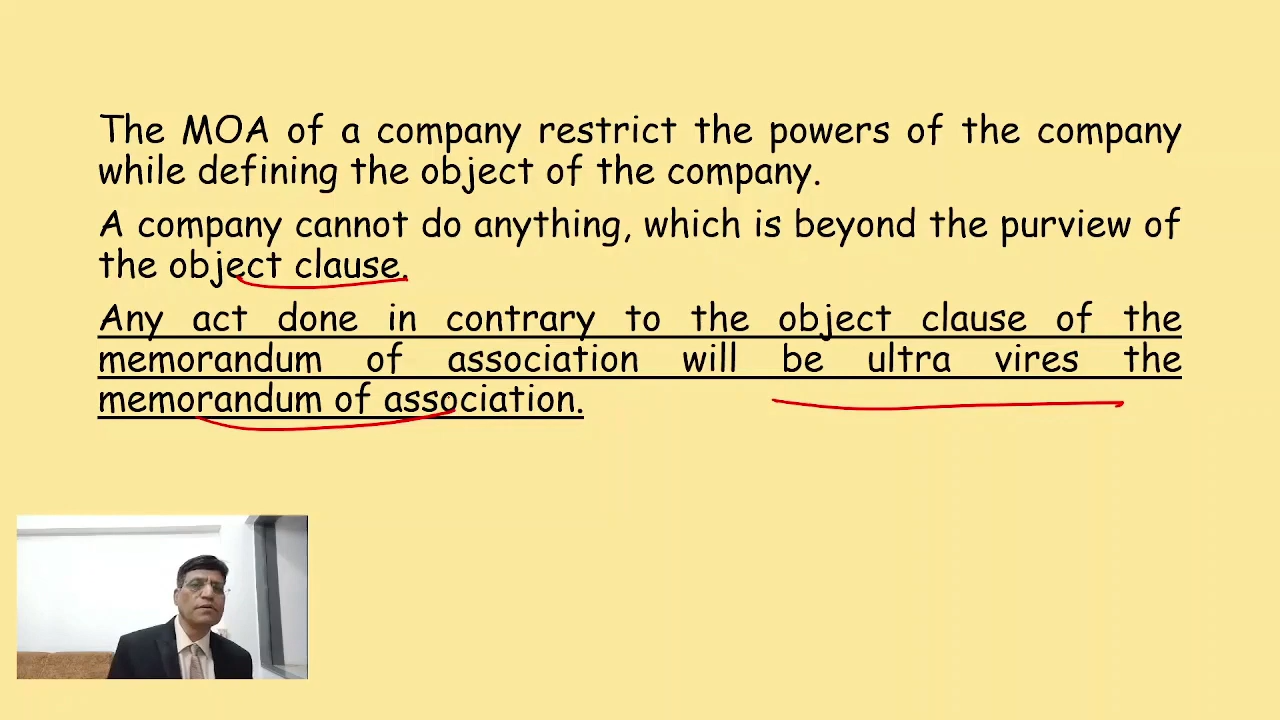 The MOA of a company restrict the powers of the company
while defining the object of the company.
A company cannot do anything, which is beyond the purview of
the object clause.
Any act done in contrary to the object clause of the
memorandum of association will be ultra vires the
memorandum of association.